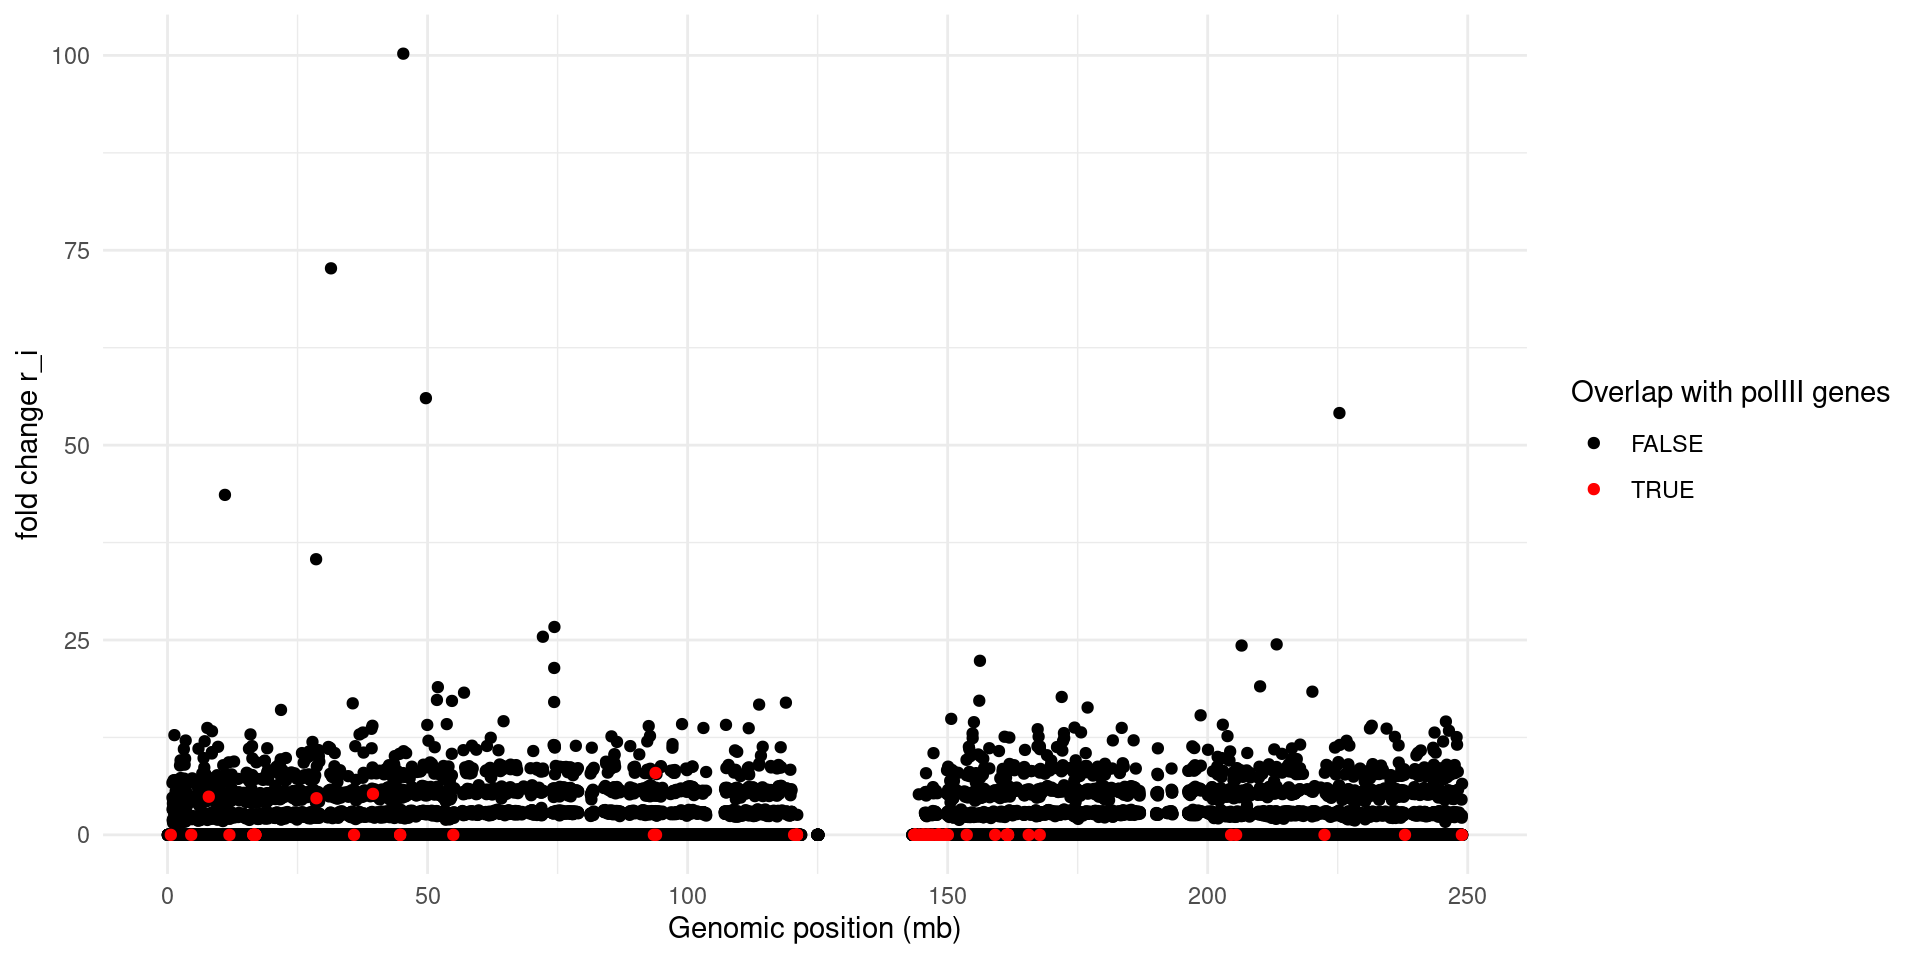 100
75
50
25
0
fold change r_i
0
50
100
150
200
250
Genomic position (mb)
Overlap with polIII genes
FALSE
TRUE